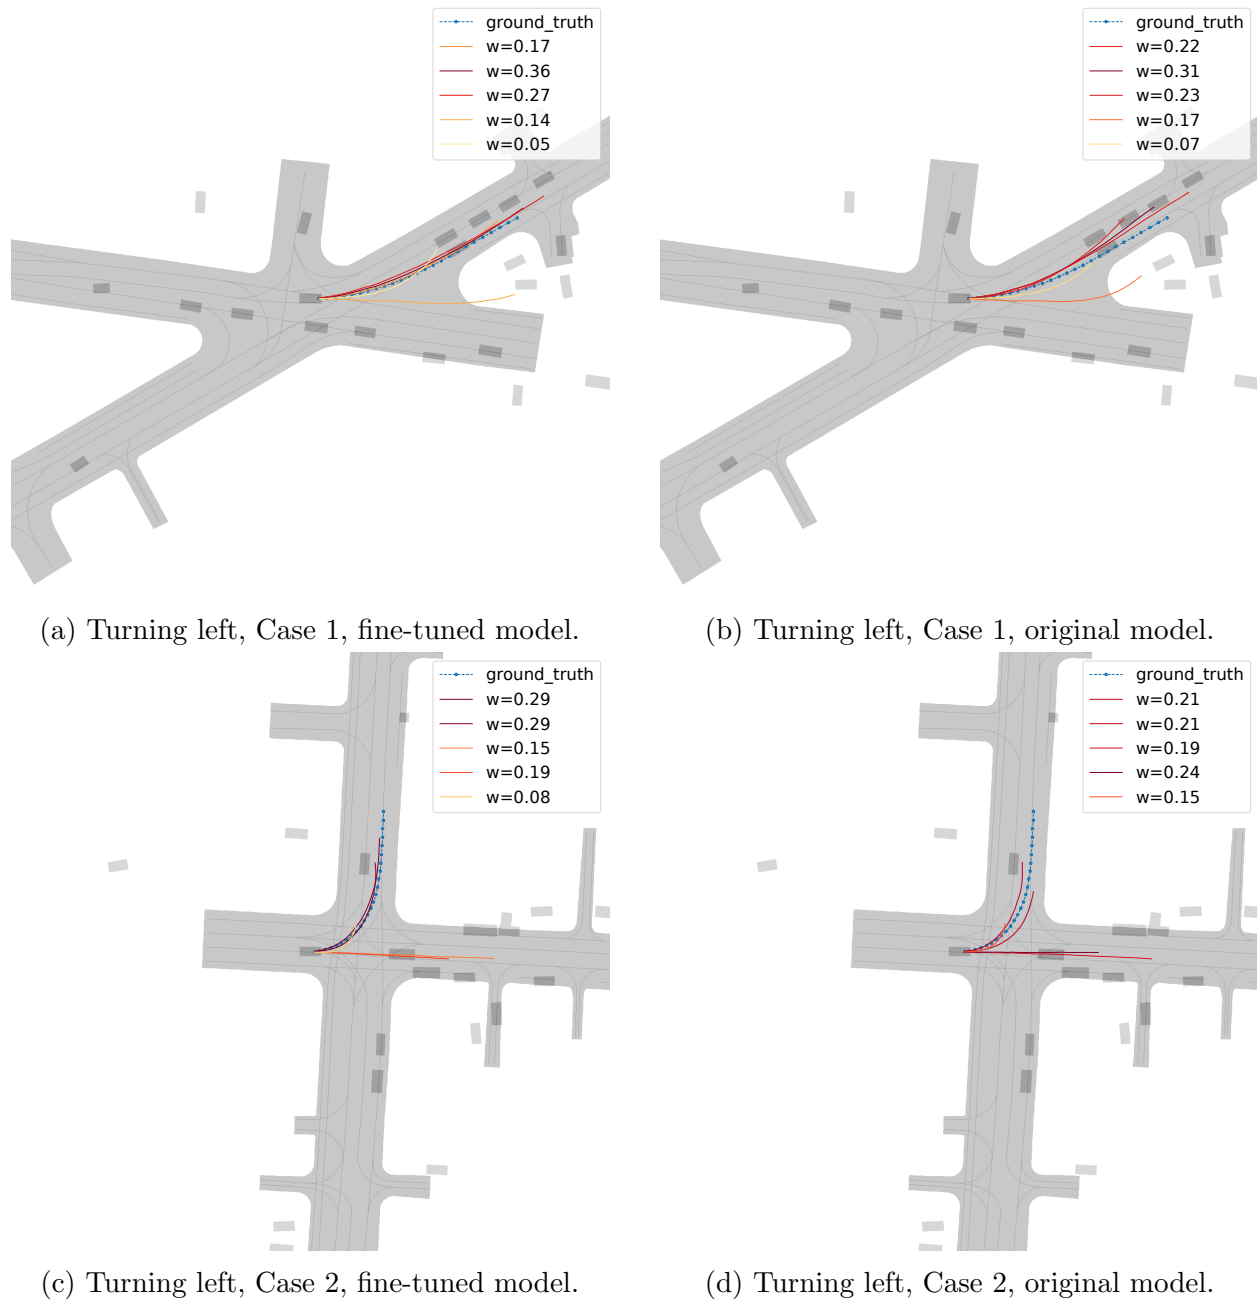 ground_truth
w=0.17
w=0.36
w=0.27
w=0.14
w=0.05
ground_truth
w=0.22
w=0.31
w=0.23
w=0.17
w=0.07
(a) Turning left, Case 1, fine-tuned model.
(b) Turning left, Case 1, original model.
ground_truth
w=0.29
w=0.29
w=0.15
w=0.19
w=0.08
ground_truth
w=0.21
w=0.21
w=0.19
w=0.24
w=0.15
(c) Turning left, Case 2, fine-tuned model.
(d) Turning left, Case 2, original model.